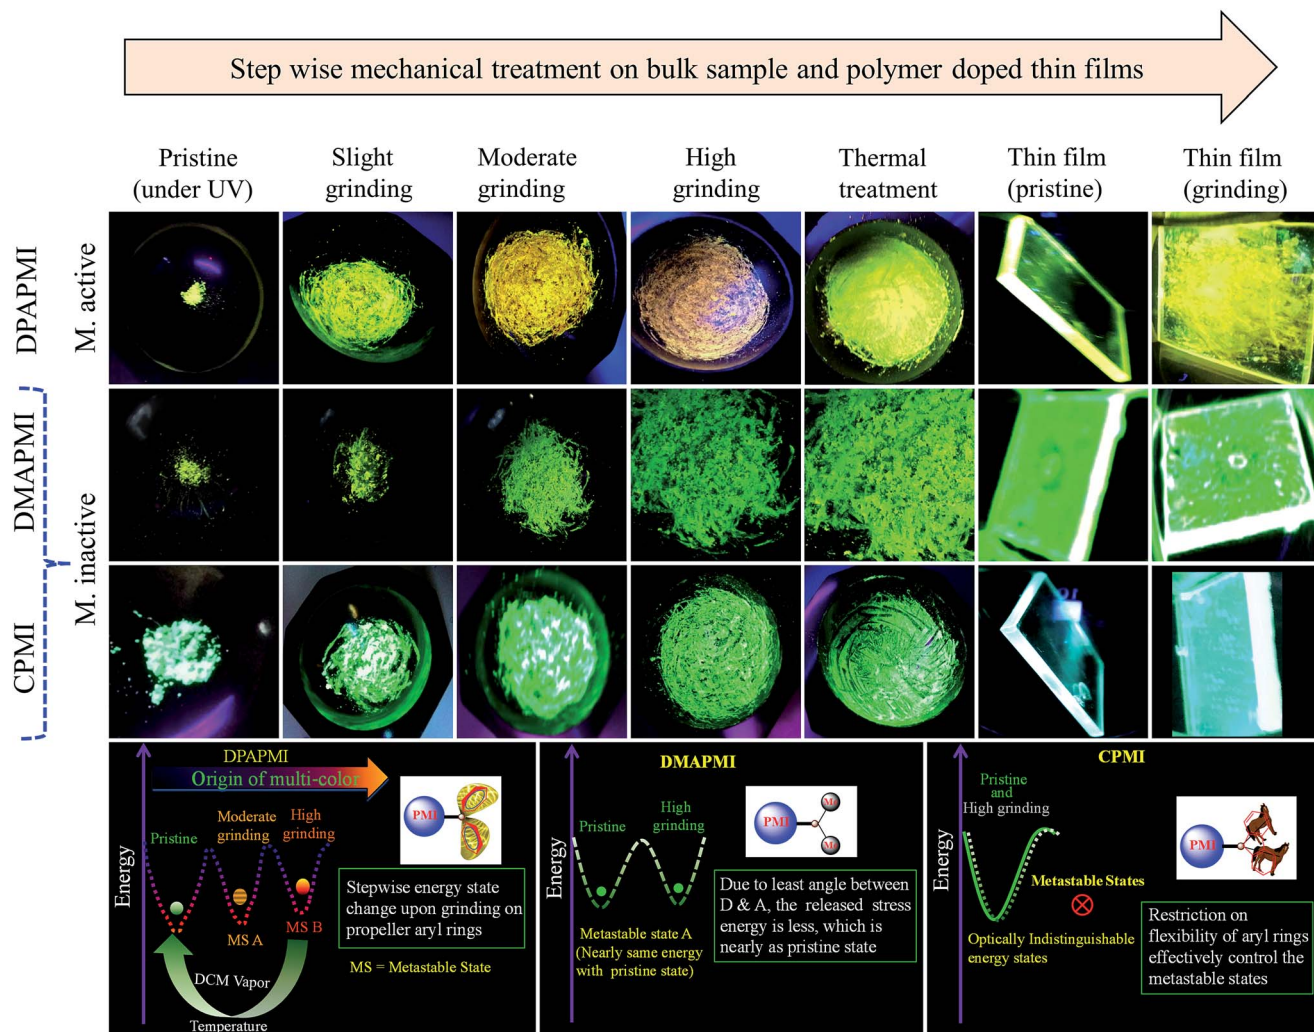 Step wise mechanical treatment on bulk sample and polymer doped thin films
Pristine
(under UV)
Slight
grinding
Moderate
grinding
High
grinding
Thermal
treatment
Thin film
(pristine)
Thin film
(grinding)
DPAPMI
M. active
DMAPMI
CPMI
M. inactive
DPAPMI
Origin of multi-color
Energy
Pristine
Moderate
grinding
High
grinding
MS A
MS B
DCM Vapor
Temperature
PMI
Stepwise energy state
change upon grinding on
propeller aryl rings
MS = Metastable State
DMAPMI
Energy
Pristine
High
grinding
Metastable state A
(Nearly same energy
with pristine state)
PMI
Me
Me
Due to least angle between
D & A, the released stress
energy is less, which is
nearly as pristine state
CPMI
Energy
Pristine
and
High grinding
Metastable States
Optically Indistinguishable
energy states
PMI
Restriction on
flexibility of aryl rings
effectively control the
metastable states